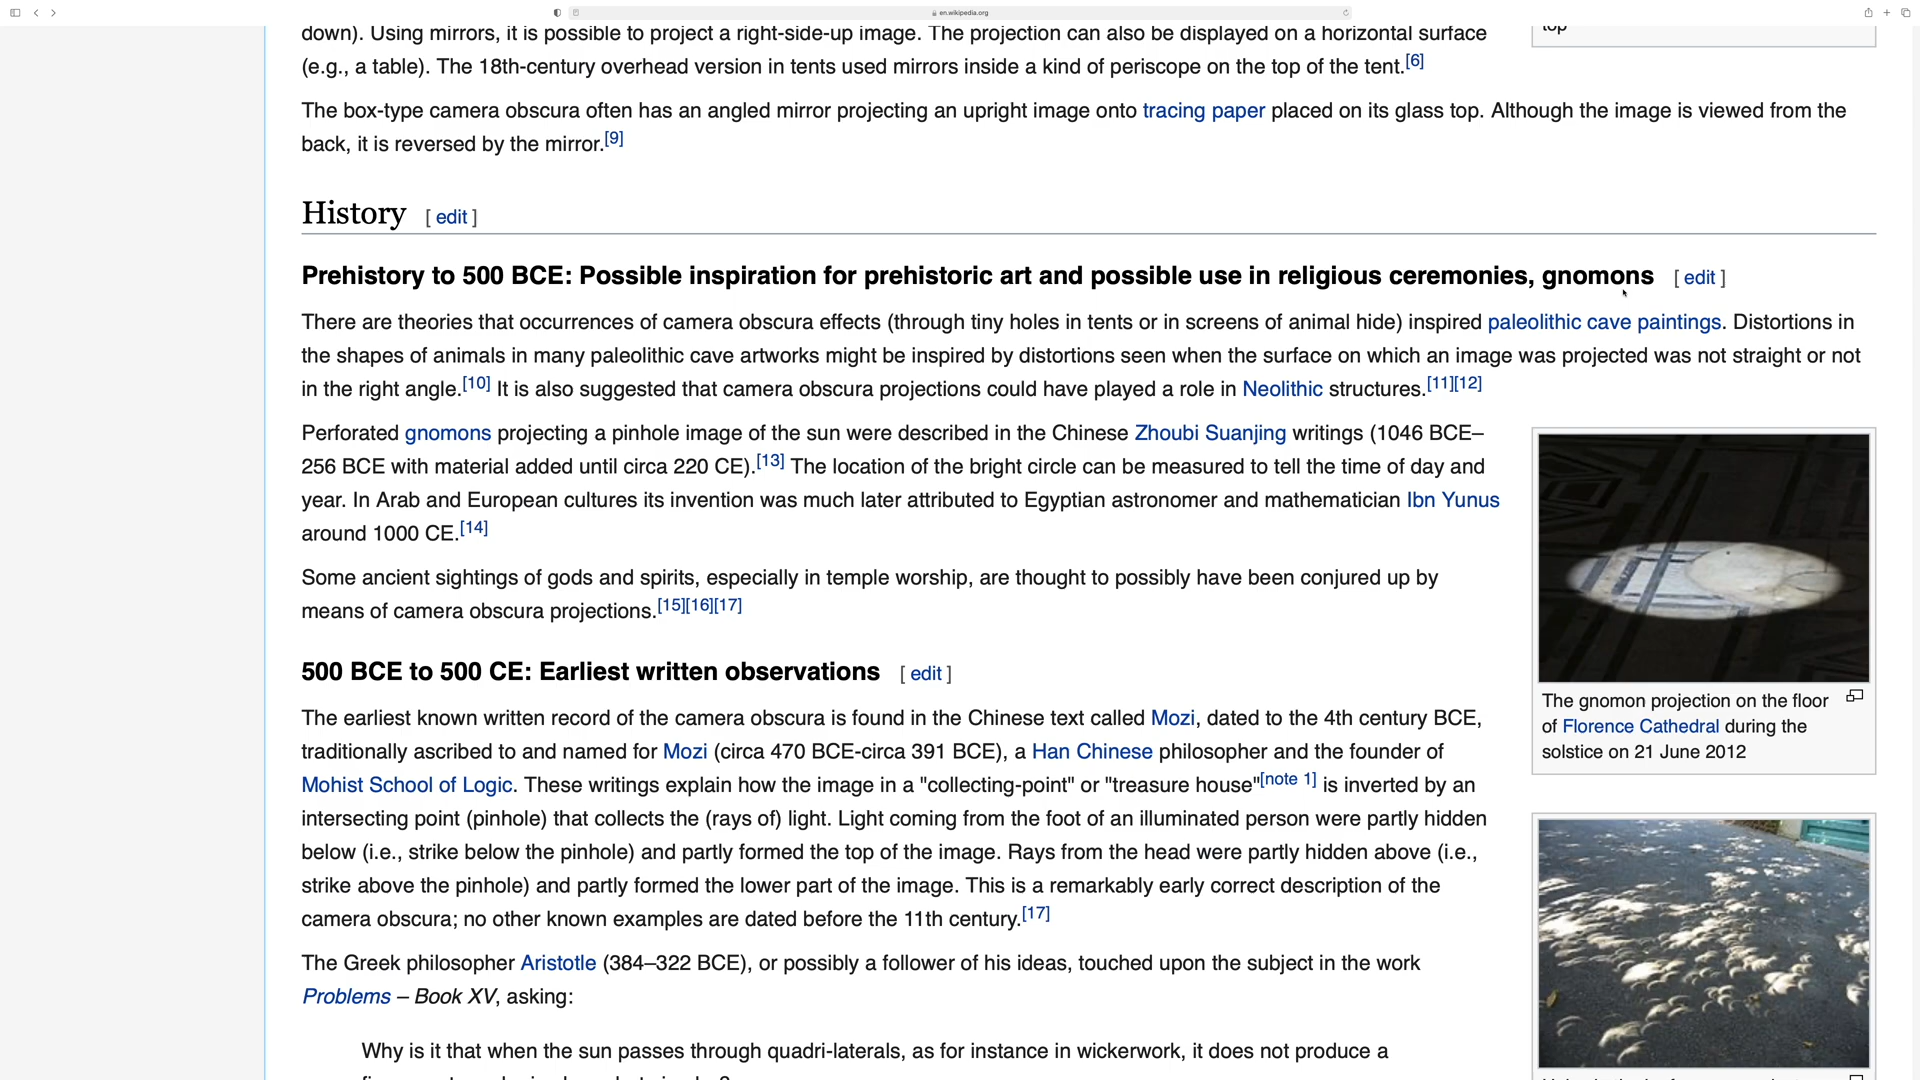 en.wikipedia.org
down). Using mirrors, it is possible to project a right-side-up image. The projection can also be displayed on a horizontal surface
(e.g., a table). The 18th-century overhead version in tents used mirrors inside a kind of periscope on the top of the tent.[6]
top
The box-type camera obscura often has an angled mirror projecting an upright image onto tracing paper placed on its glass top. Although the image is viewed from the
back, it is reversed by the mirror.[9]
History [ edit ]
Prehistory to 500 BCE: Possible inspiration for prehistoric art and possible use in religious ceremonies, gnomons [ edit ]
There are theories that occurrences of camera obscura effects (through tiny holes in tents or in screens of animal hide) inspired paleolithic cave paintings. Distortions in
the shapes of animals in many paleolithic cave artworks might be inspired by distortions seen when the surface on which an image was projected was not straight or not
in the right angle.[10] It is also suggested that camera obscura projections could have played a role in Neolithic structures.[11][12]
Perforated gnomons projecting a pinhole image of the sun were described in the Chinese Zhoubi Suanjing writings (1046 BCE–
256 BCE with material added until circa 220 CE).[13] The location of the bright circle can be measured to tell the time of day and
year. In Arab and European cultures its invention was much later attributed to Egyptian astronomer and mathematician Ibn Yunus
around 1000 CE.[14]
Some ancient sightings of gods and spirits, especially in temple worship, are thought to possibly have been conjured up by
means of camera obscura projections.[15][16][17]
The gnomon projection on the floor
of Florence Cathedral during the
solstice on 21 June 2012
500 BCE to 500 CE: Earliest written observations [ edit ]
The earliest known written record of the camera obscura is found in the Chinese text called Mozi, dated to the 4th century BCE,
traditionally ascribed to and named for Mozi (circa 470 BCE-circa 391 BCE), a Han Chinese philosopher and the founder of
Mohist School of Logic. These writings explain how the image in a "collecting-point" or "treasure house"[note 1] is inverted by an
intersecting point (pinhole) that collects the (rays of) light. Light coming from the foot of an illuminated person were partly hidden
below (i.e., strike below the pinhole) and partly formed the top of the image. Rays from the head were partly hidden above (i.e.,
strike above the pinhole) and partly formed the lower part of the image. This is a remarkably early correct description of the
camera obscura; no other known examples are dated before the 11th century.[17]
The Greek philosopher Aristotle (384–322 BCE), or possibly a follower of his ideas, touched upon the subject in the work
Problems – Book XV, asking:
Why is it that when the sun passes through quadri-laterals, as for instance in wickerwork, it does not produce a